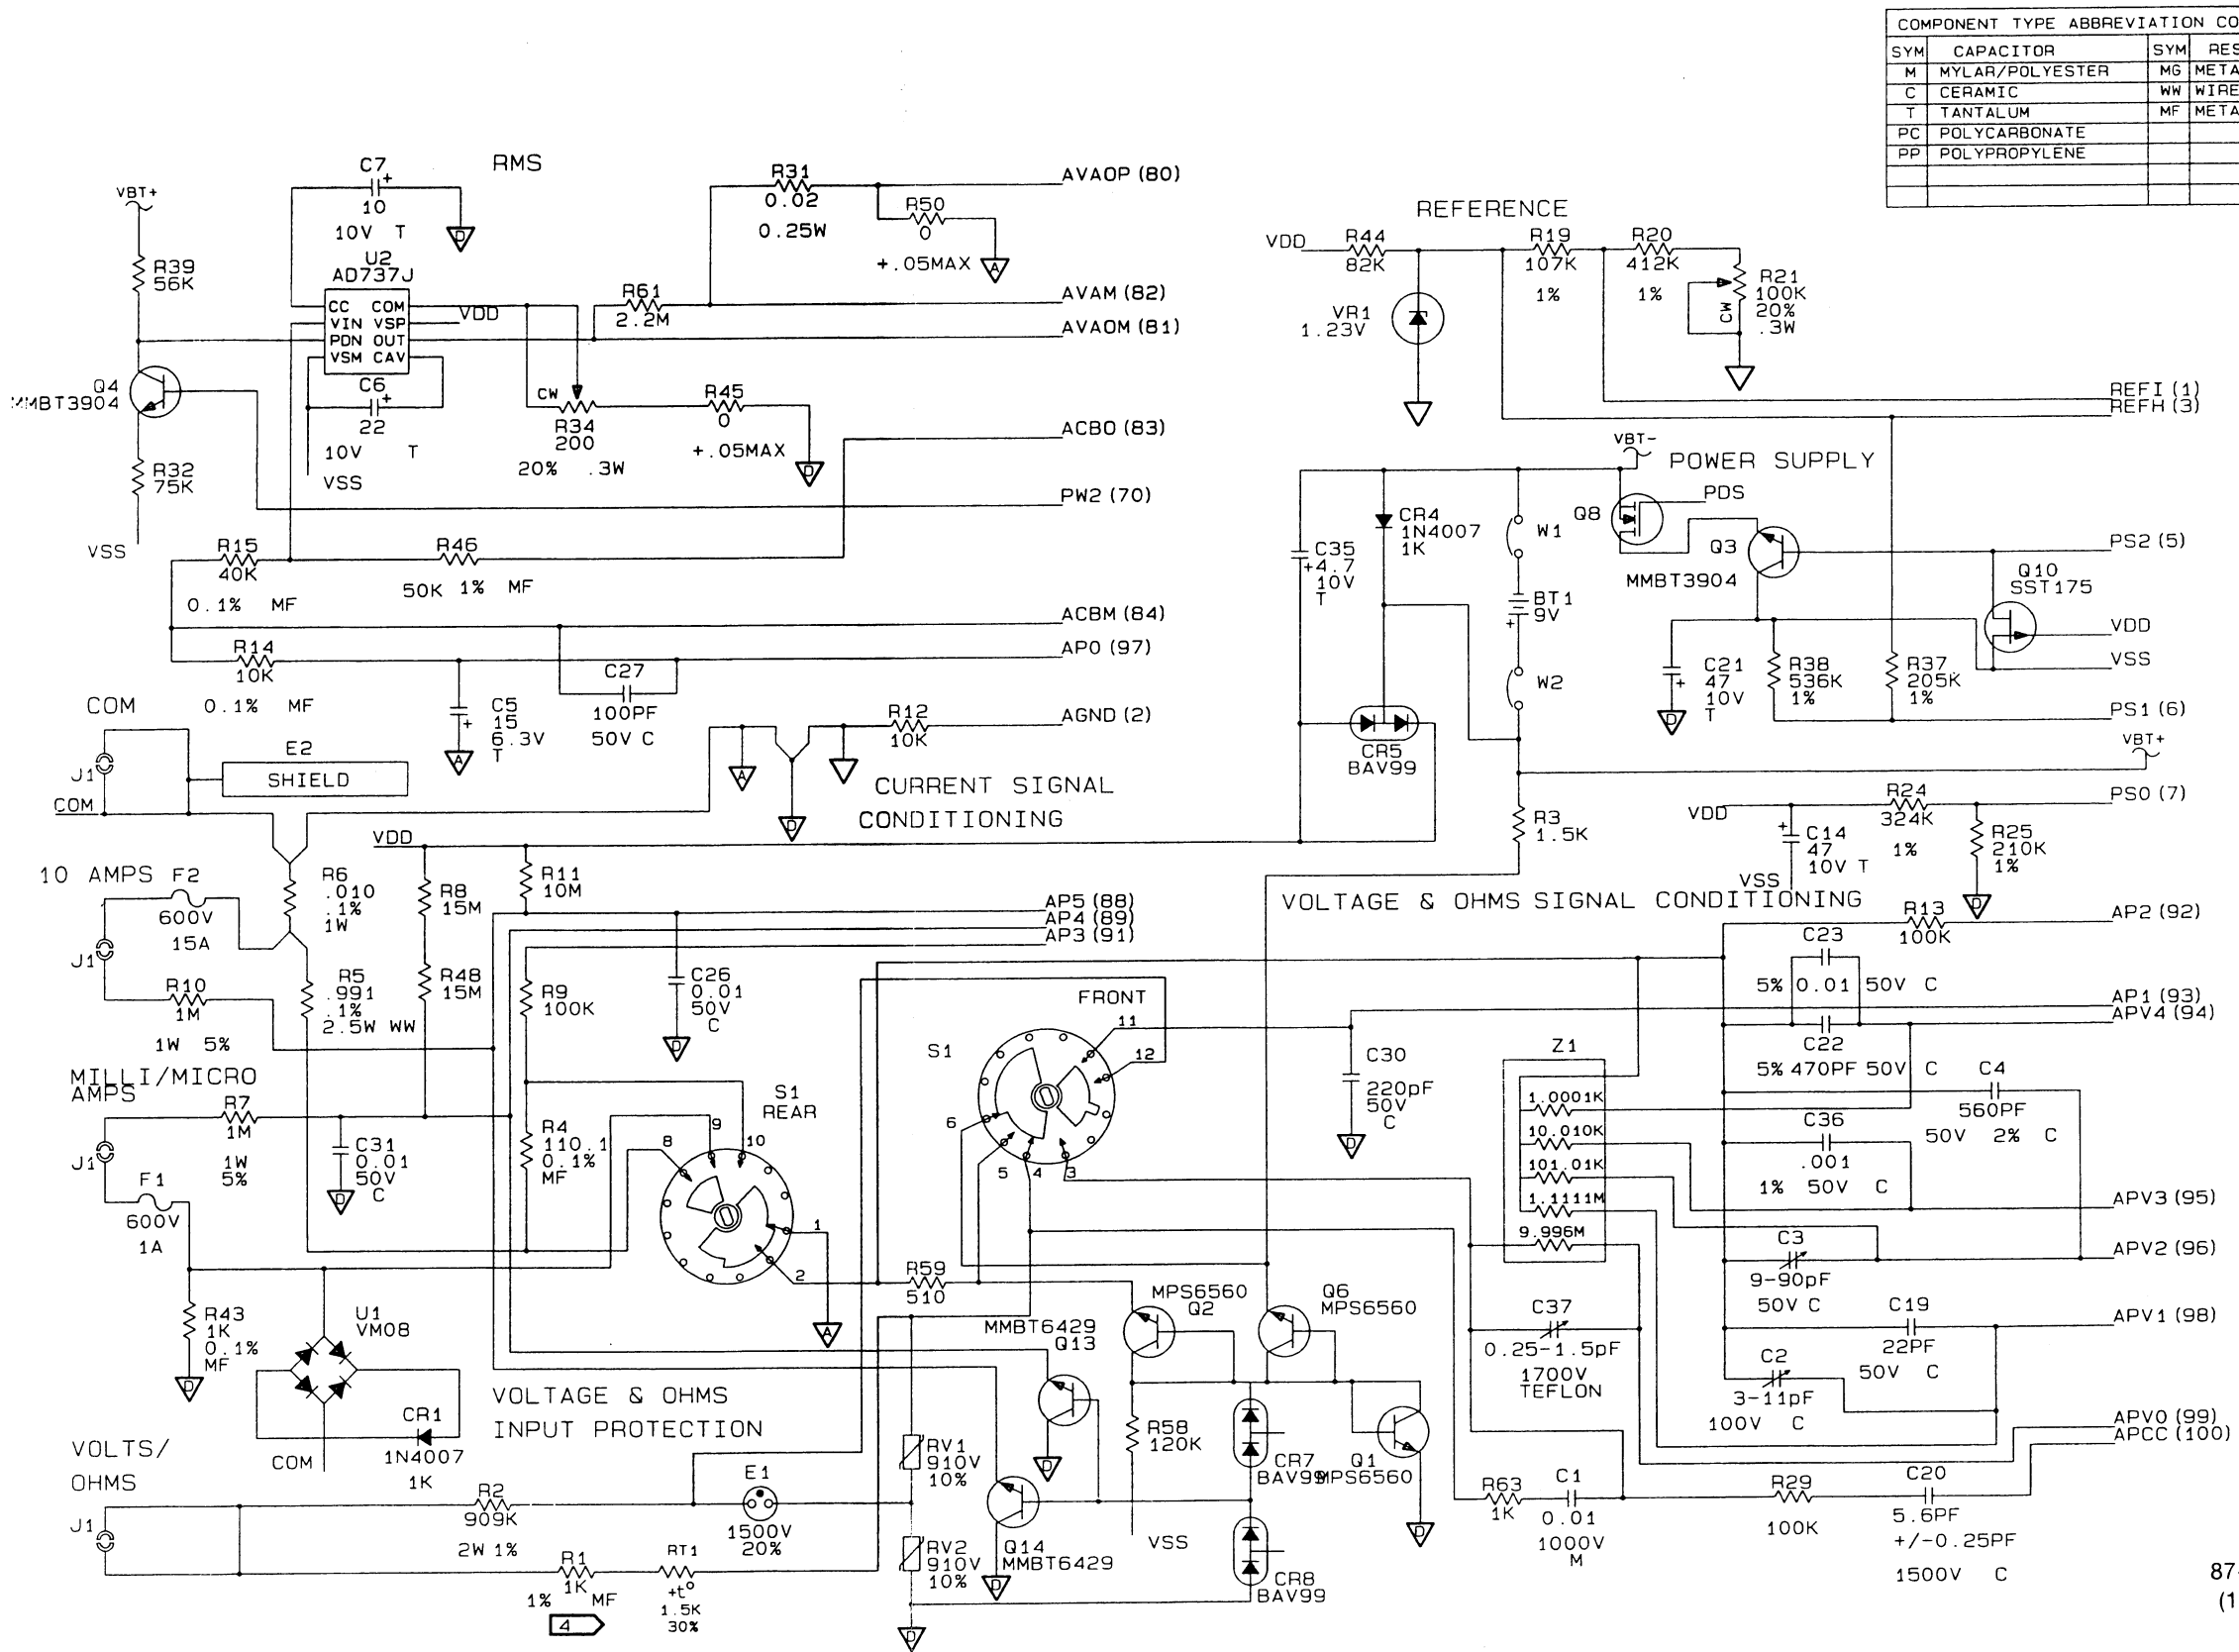 COMPONENT TYPE ABBREVIATION CO
SYM CAPACITOR SYM RES
M MYLAR/POLYESTER MG META
C CERAMIC WW WIRE
T TANTALUM MF META
PC POLYCARBONATE
PP POLYPROPYLENE
RMS
C7
+
10
10V T
D
U2
AD737J
CC COM
VIN VSP
PDN OUT
VSM CAV
VDD
C6
+
22
10V T
VSS
VBT+
R39
56K
Q4
MMBT3904
R32
75K
VSS
R31
0.02
0.25W
AVAOP (80)
R50
0
+.05MAX
A
R61
2.2M
AVAM (82)
AVAOM (81)
CW
R34
200
20% .3W
R45
0
+.05MAX
D
ACBO (83)
PW2 (70)
R15
40K
0.1% MF
R46
50K 1% MF
ACBM (84)
R14
10K
0.1% MF
AP0 (97)
C27
100PF
50V C
C5
15
+
6.3V
T
A
R12
10K
AGND (2)
A
D
CURRENT SIGNAL
CONDITIONING
COM
J1
COM
E2
SHIELD
REFERENCE
VDD
R44
82K
VR1
1.23V
R19
107K
1%
R20
412K
1%
R21
100K
20%
.3W
CW
REFI (1)
REFH (3)
VBT-
POWER SUPPLY
PDS
Q8
Q3
MMBT3904
PS2 (5)
Q10
SST175
VDD
VSS
C35
+4.7
10V
T
CR4
1N4007
1K
W1
BT1
9V
+
W2
C21
47
+
10V
T
D
R38
536K
1%
R37
205K
1%
PS1 (6)
VBT+
CR5
BAV99
R3
1.5K
VDD
R24
324K
1%
PS0 (7)
+
C14
47
10V T
VSS
R25
210K
1%
D
VDD
10 AMPS F2
600V
15A
J1
R6
.010
.1%
1W
R8
15M
R11
10M
AP5 (88)
AP4 (89)
AP3 (91)
VOLTAGE & OHMS SIGNAL CONDITIONING
R13
100K
AP2 (92)
R10
1M
1W 5%
R5
.991
.1%
2.5W WW
R48
15M
R9
100K
C26
0.01
50V
C
D
FRONT
S1
11
12
6
5
4
3
C23
5% 0.01 50V C
AP1 (93)
APV4 (94)
C22
5% 470PF 50V C
C30
220pF
50V
C
D
Z1
1.0001K
10.010K
101.01K
1.1111M
9.996M
C4
560PF
50V 2% C
C36
.001
1% 50V C
APV3 (95)
MILLI/MICRO
AMPS
R7
1M
1W
5%
J1
F1
600V
1A
C31
0.01
50V
C
D
R4
110.1
0.1%
MF
S1
REAR
8
9
10
1
2
A
R59
510
C3
9-90pF
50V C
APV2 (96)
C19
22PF
50V C
APV1 (98)
C2
3-11pF
100V C
R43
1K
0.1%
MF
D
U1
VM08
CR1
1N4007
1K
COM
VOLTAGE & OHMS
INPUT PROTECTION
MMBT6429
Q13
D
MPS6560
Q2
Q6
MPS6560
C37
0.25-1.5pF
1700V
TEFLON
R58
120K
VSS
CR7
BAV99
Q1
MPS6560
D
APV0 (99)
APCC (100)
VOLTS/
OHMS
J1
R2
909K
2W 1%
E1
1500V
20%
RV1
910V
10%
RV2
910V
10%
D
Q14
MMBT6429
D
CR8
BAV99
R63
1K
C1
0.01
1000V
M
R29
100K
C20
5.6PF
+/-0.25PF
1500V C
R1
1K
1% MF
4
RT1
+t°
1.5K
30%
87-
(1